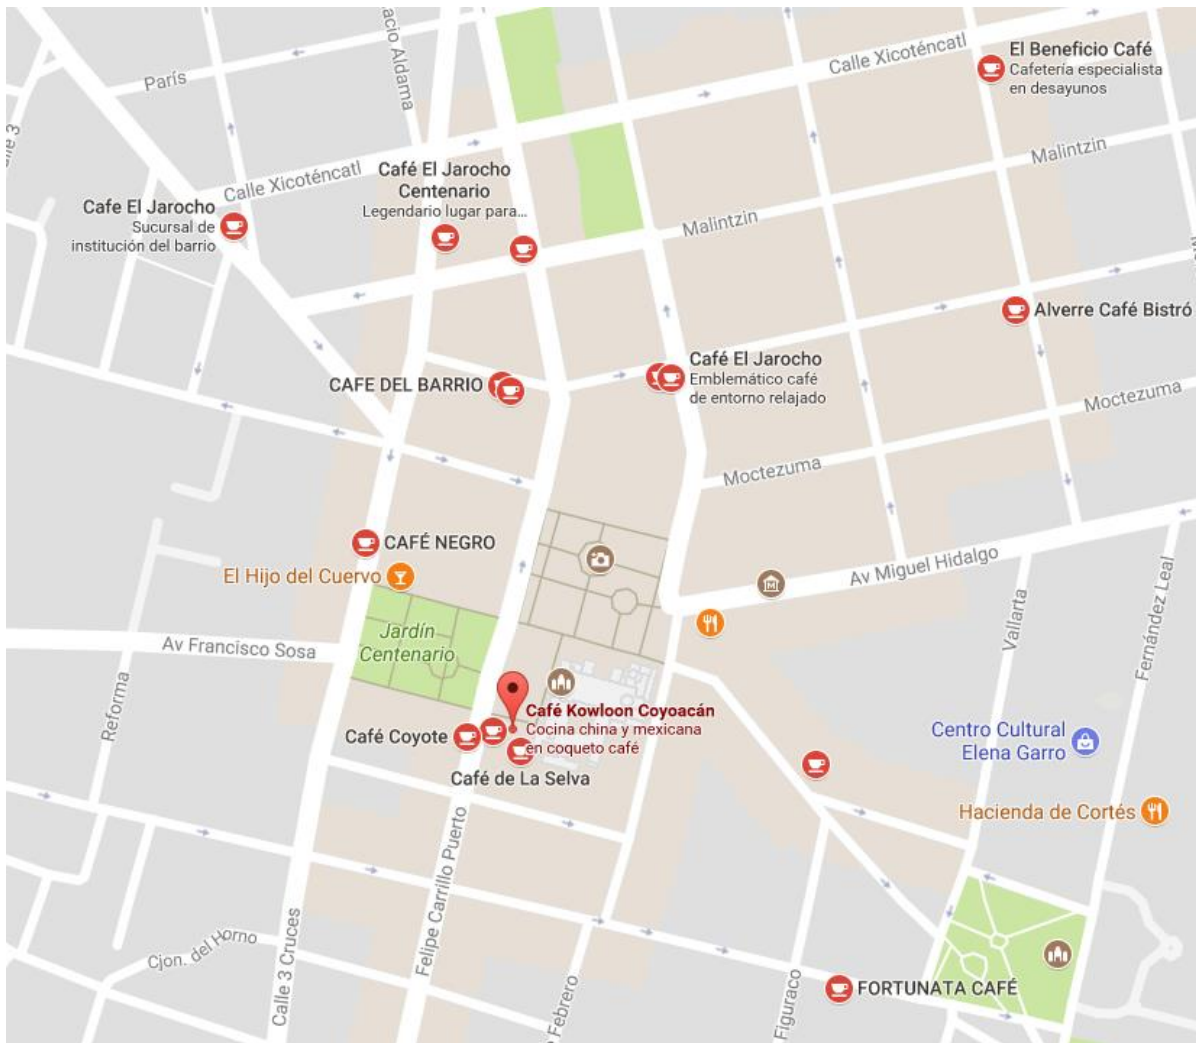 París
acio Aldama
Calle Xicoténcatl
El Beneficio Café
Cafetería especialista
en desayunos
Calle 3
Malintzin
Café El Jarocho
Centenario
Legendario lugar para...
Calle Xicoténcatl
Cafe El Jarocho
Sucursal de
institución del barrio
Malintzin
Alverre Café Bistró
Café El Jarocho
Emblemático café
de entorno relajado
CAFE DEL BARRIO
Moctezuma
Moctezuma
CAFÉ NEGRO
El Hijo del Cuervo
Av Miguel Hidalgo
Jardín
Centenario
Av Francisco Sosa
Vallarta
Fernández Leal
Reforma
Café Kowloon Coyoacán
Cocina china y mexicana
en coqueto café
Café Coyote
Café de La Selva
Centro Cultural
Elena Garro
Hacienda de Cortés
Felipe Carrillo Puerto
Cjon. del Horno
Calle 3 Cruces
Febrero
Figuraco
FORTUNATA CAFÉ